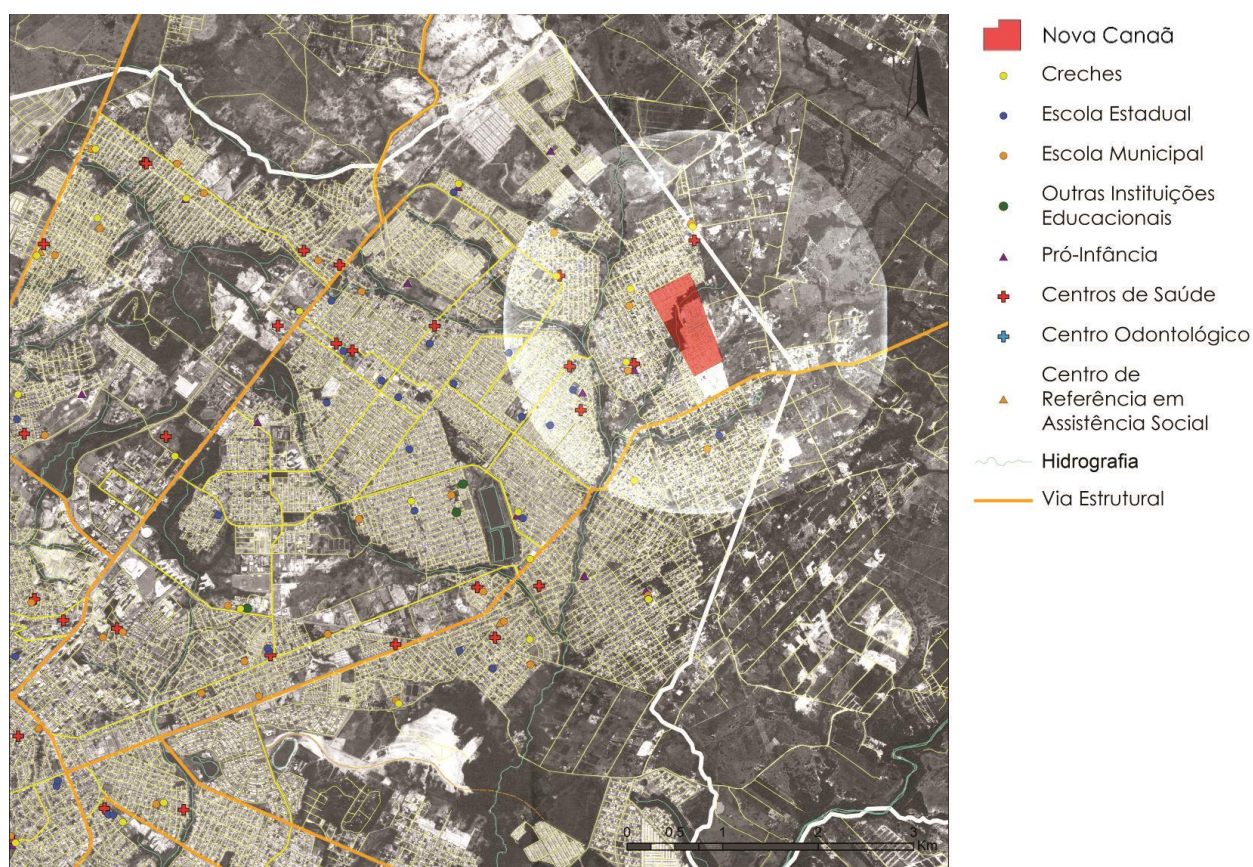 Nova Canaã
Creches
Escola Estadual
Escola Municipal
Outras Instituições
Educacionais
Pró-Infância
Centros de Saúde
Centro Odontológico
Centro de
Referência em
Assistência Social
Hidrografia
Via Estrutural
0 0,5 1 2 3
Km